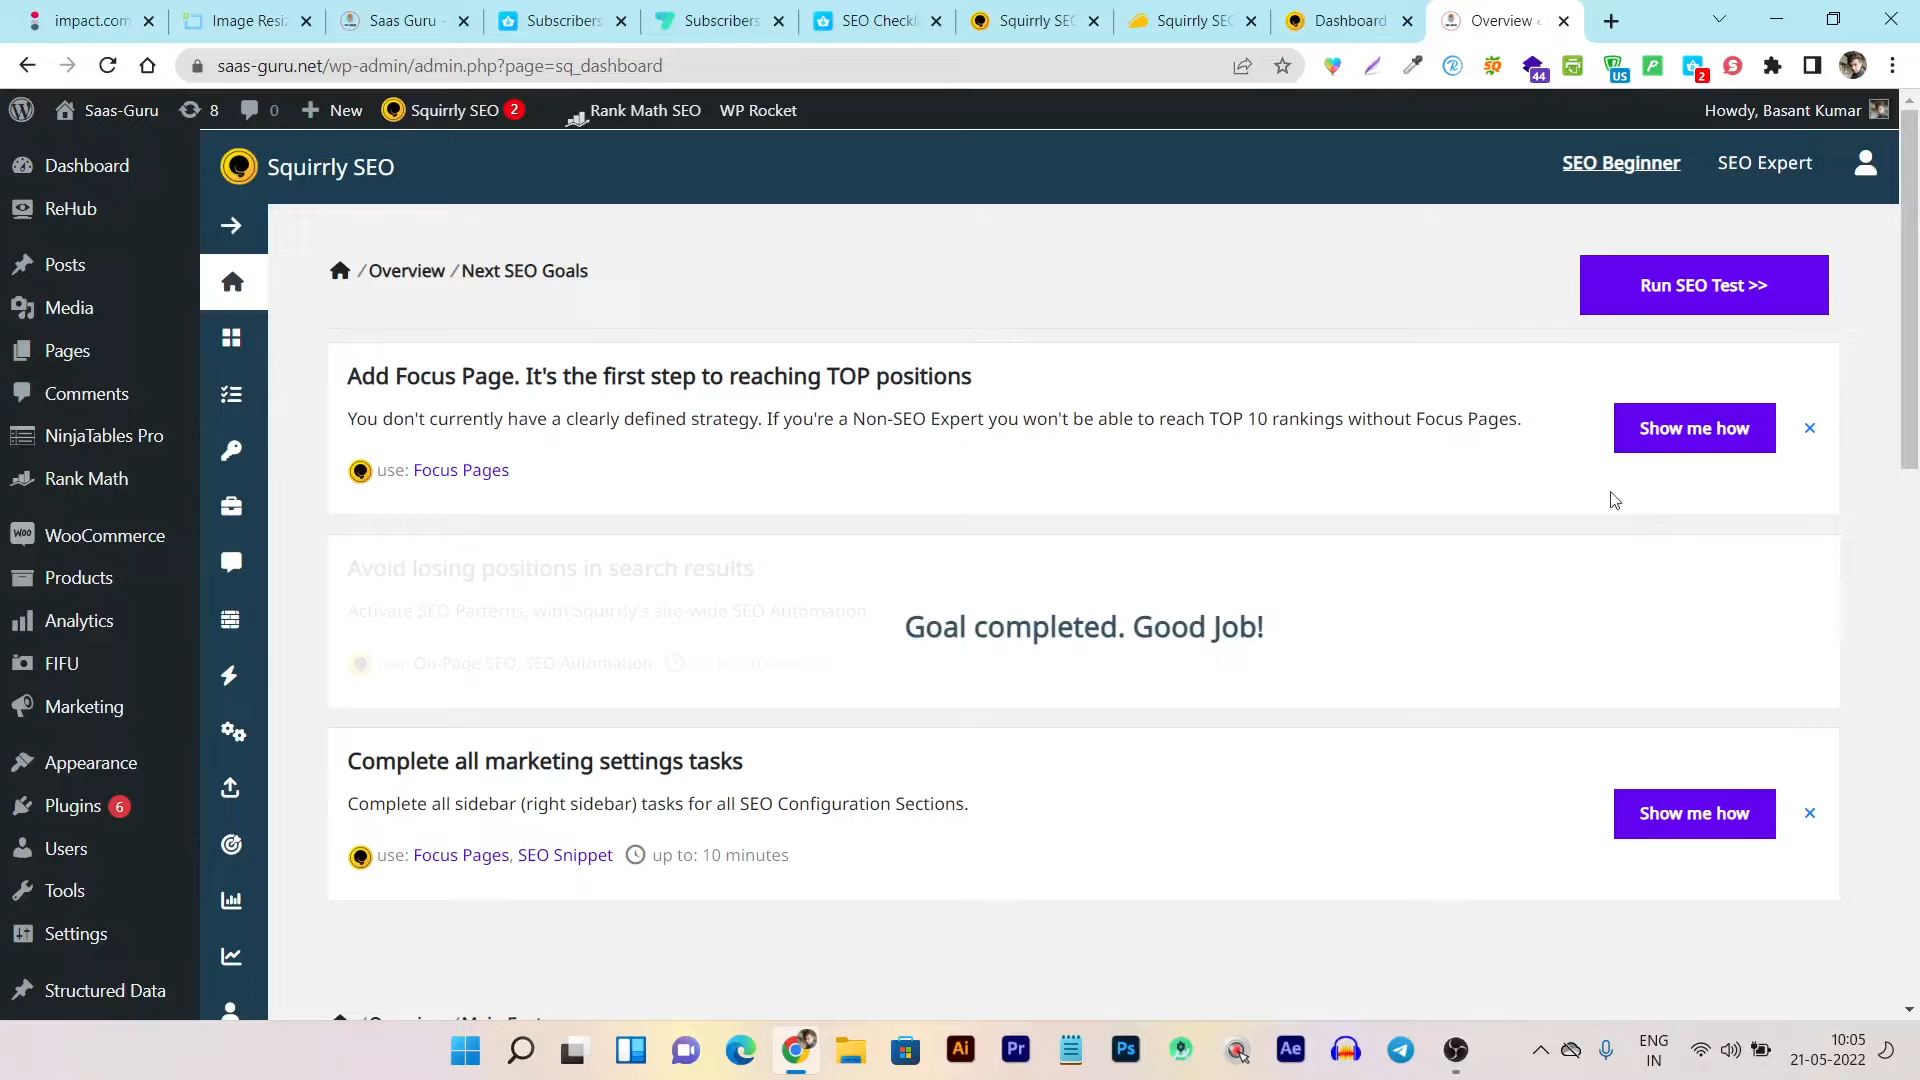 impact.com
Image Resi
Saas Guru -
Subscribers
Subscribers
SEO Checkl
Squirrly SEO
Squirrly SEC
Dashboard
Overview
saas-guru.net/wp-admin/admin.php?page=sq_dashboard
44
US
2
Saas-Guru
8
0
New
Squirrly SEO 2
Rank Math SEO
WP Rocket
Howdy, Basant Kumar
Dashboard
ReHub
Posts
Media
Pages
Comments
NinjaTables Pro
Rank Math
WooCommerce
Products
Analytics
FIFU
Marketing
Appearance
Plugins 6
Users
Tools
Settings
Structured Data
Squirrly SEO
SEO Beginner
SEO Expert
/ Overview / Next SEO Goals
Run SEO Test >>
Add Focus Page. It's the first step to reaching TOP positions
You don't currently have a clearly defined strategy. If you're a Non-SEO Expert you won't be able to reach TOP 10 rankings without Focus Pages.
use: Focus Pages
Show me how
Avoid losing positions in search results
Activate SEO Patterns, with Squirrly's site-wide SEO Automation
On-Page SEO, SEO Automation
Goal completed. Good Job!
Complete all marketing settings tasks
Complete all sidebar (right sidebar) tasks for all SEO Configuration Sections.
use: Focus Pages, SEO Snippet up to: 10 minutes
Show me how
Ai
Pr
Ps
Ae
ENG
IN
10:05
21-05-2022